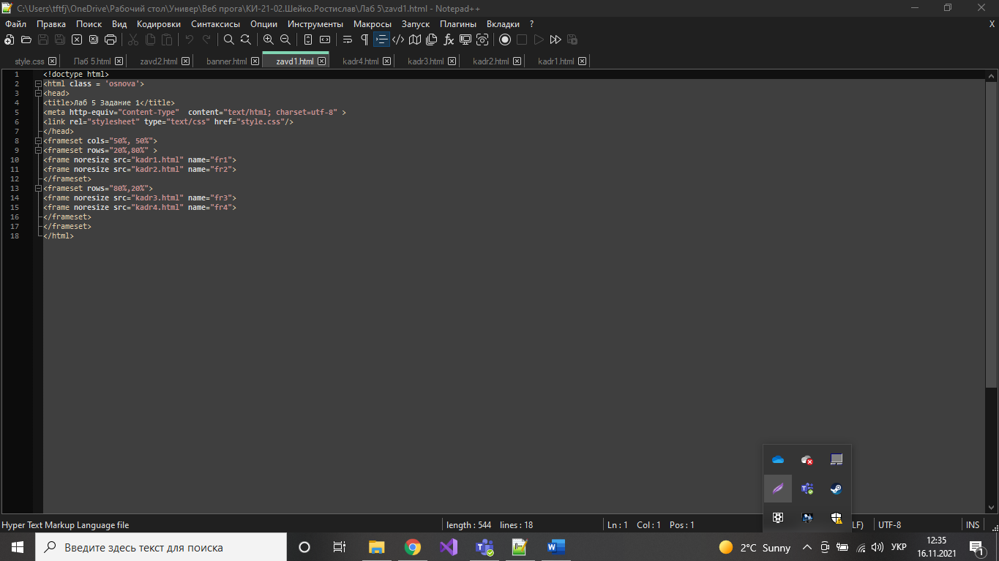 C:\Users\tftfj\OneDrive\Рабочий стол\Универ\Веб прога\КИ-21-02.Шейко.Ростислав\Лаб 5\zavd1.html - Notepad++
Файл Правка Поиск Вид Кодировки Синтаксисы Опции Инструменты Макросы Запуск Плагины Вкладки ? X
style.css Лаб 5.html zavd2.html banner.html zavd1.html kadr4.html kadr3.html kadr2.html kadr1.html
1 <!doctype html>
2 <html class = 'osnova'>
3 <head>
4 <title>Лаб 5 Задание 1</title>
5 <meta http-equiv="Content-Type"  content="text/html; charset=utf-8" >
6 <link rel="stylesheet" type="text/css" href="style.css"/>
7 </head>
8 <frameset cols="50%, 50%">
9 <frameset rows="20%,80%" >
10 <frame noresize src="kadr1.html" name="fr1">
11 <frame noresize src="kadr2.html" name="fr2">
12 </frameset>
13 <frameset rows="80%,20%">
14 <frame noresize src="kadr3.html" name="fr3">
15 <frame noresize src="kadr4.html" name="fr4">
16 </frameset>
17 </frameset>
18 </html>
Hyper Text Markup Language file length : 544 lines : 18 Ln : 1 Col : 1 Pos : 1 LF) UTF-8 INS
Введите здесь текст для поиска 2°C Sunny УКР 12:35
16.11.2021 1